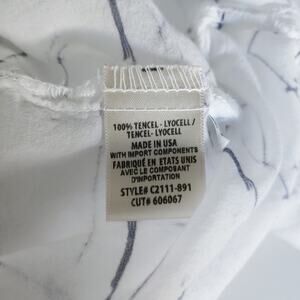 100% TENCEL - LYOCELL /
TENCEL- LYOCELL
MADE IN USA
WITH IMPORT COMPONENTS
FABRIQUÉ EN ETATS UNIS
AVEC LE COMPOSANT
D'IMPORTATION
STYLE# C2111-891
CUT# 606067